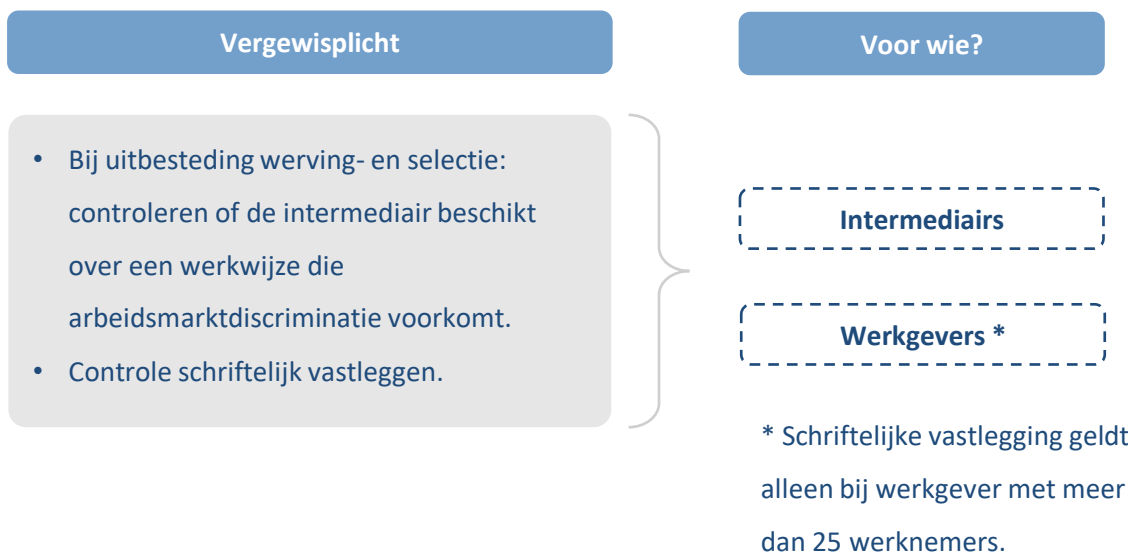 Vergewisplicht
Voor wie?
• Bij uitbesteding werving- en selectie:
controleren of de intermediair beschikt
over een werkwijze die
arbeidsmarktdiscriminatie voorkomt.
• Controle schriftelijk vastleggen.
Intermediairs
Werkgevers *
* Schriftelijke vastlegging geldt
alleen bij werkgever met meer
dan 25 werknemers.